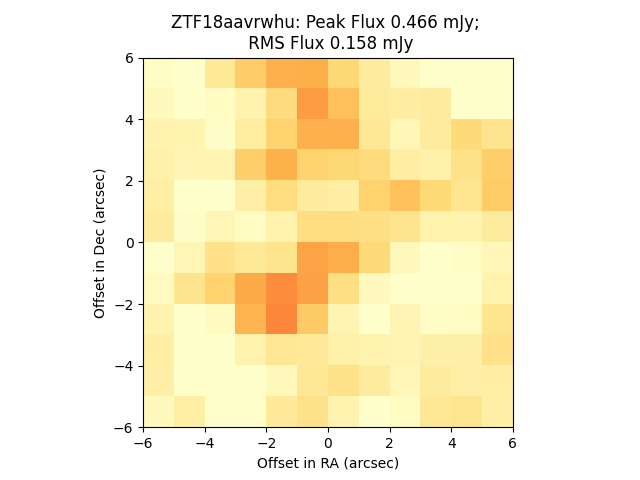 ZTF18aavrwhu: Peak Flux 0.466 mJy;
RMS Flux 0.158 mJy
6
4
2
0
−2
−4
−6
Offset in Dec (arcsec)
−6 −4 −2 0 2 4 6
Offset in RA (arcsec)